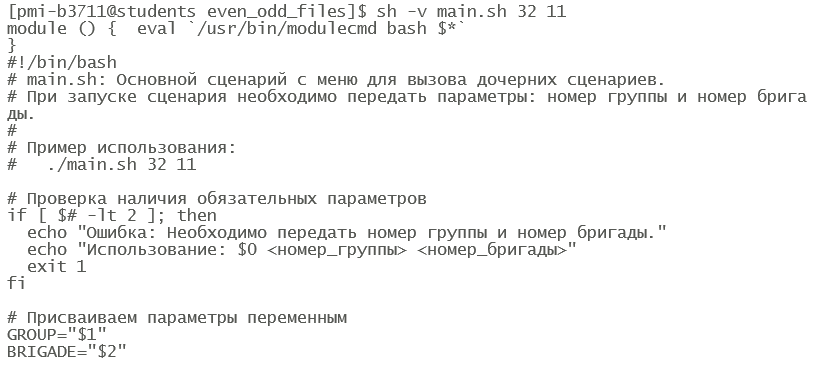 [pmi-b3711@students even_odd_files]$ sh -v main.sh 32 11
module () {  eval `/usr/bin/modulecmd bash $*`
}
#!/bin/bash
# main.sh: Основной сценарий с меню для вызова дочерних сценариев.
# При запуске сценария необходимо передать параметры: номер группы и номер брига
ды.
#
# Пример использования:
#   ./main.sh 32 11

# Проверка наличия обязательных параметров
if [ $# -lt 2 ]; then
  echo "Ошибка: Необходимо передать номер группы и номер бригады."
  echo "Использование: $0 <номер_группы> <номер_бригады>"
  exit 1
fi

# Присваиваем параметры переменным
GROUP="$1"
BRIGADE="$2"